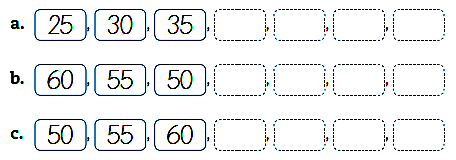 a. 25, 30, 35, , , ,
b. 60, 55, 50, , , ,
c. 50, 55, 60, , , ,